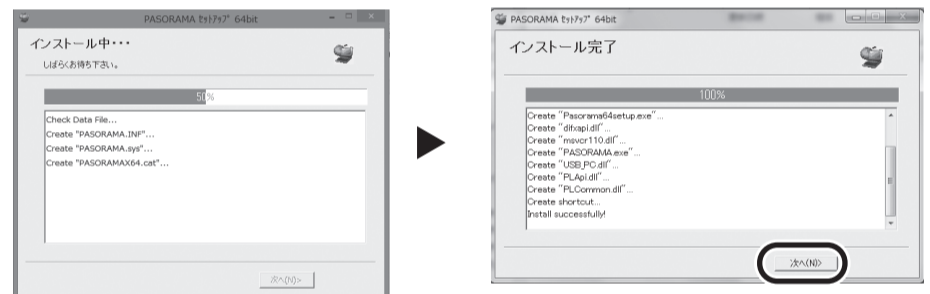 PASORAMA ｾｯﾄｱｯﾌﾟ 64bit
インストール中・・・
しばらくお待ち下さい。
50%
Check Data File...
Create "PASORAMA.INF"...
Create "PASORAMA.sys"...
Create "PASORAMAX64.cat"...
次へ(N)>
PASORAMA ｾｯﾄｱｯﾌﾟ 64bit
インストール完了
100%
Create "Pasorama64setup.exe"...
Create "difxapi.dll"...
Create "msvcr110.dll"...
Create "PASORAMA.exe"...
Create "USB_PC.dll"...
Create "PLApi.dll"...
Create "PLCommon.dll"...
Create shortcut...
Install successfully!
次へ(N)>